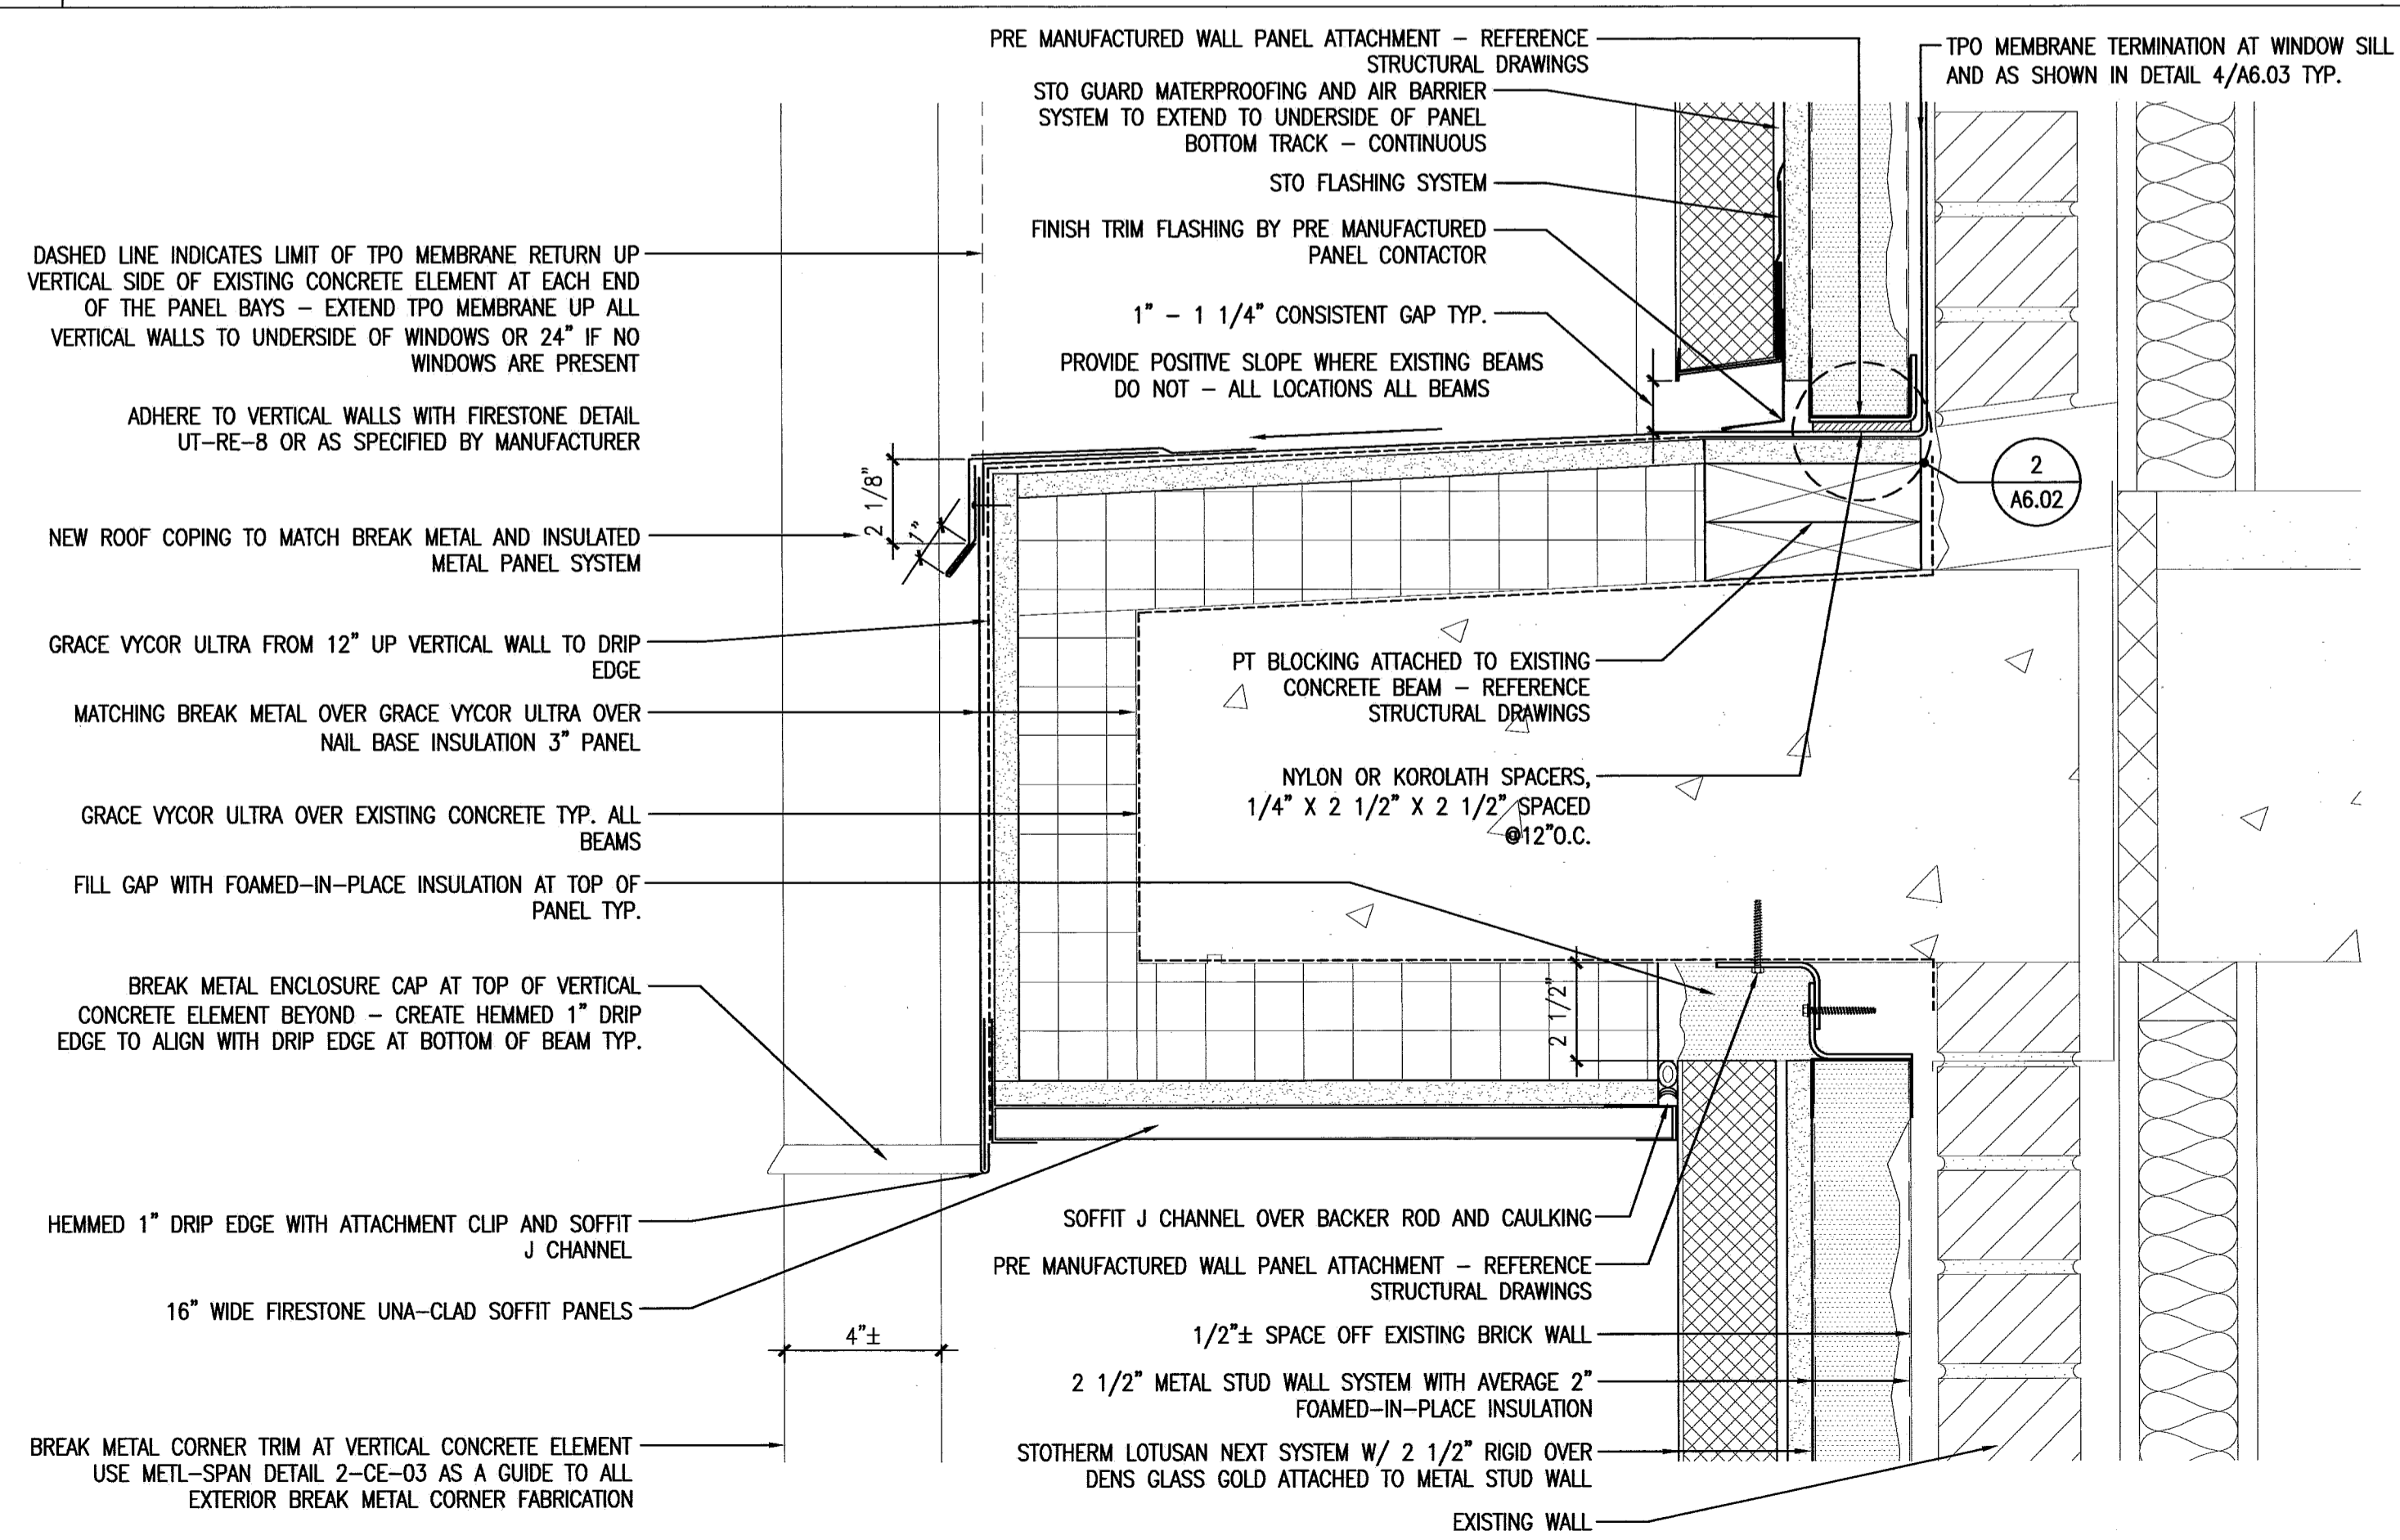 PRE MANUFACTURED WALL PANEL ATTACHMENT – REFERENCE
STRUCTURAL DRAWINGS
STO GUARD MATERPROOFING AND AIR BARRIER
SYSTEM TO EXTEND TO UNDERSIDE OF PANEL
BOTTOM TRACK – CONTINUOUS
STO FLASHING SYSTEM
FINISH TRIM FLASHING BY PRE MANUFACTURED
PANEL CONTACTOR
1" – 1 1/4" CONSISTENT GAP TYP.
PROVIDE POSITIVE SLOPE WHERE EXISTING BEAMS
DO NOT – ALL LOCATIONS ALL BEAMS
TPO MEMBRANE TERMINATION AT WINDOW SILL
AND AS SHOWN IN DETAIL 4/A6.03 TYP.
DASHED LINE INDICATES LIMIT OF TPO MEMBRANE RETURN UP
VERTICAL SIDE OF EXISTING CONCRETE ELEMENT AT EACH END
OF THE PANEL BAYS – EXTEND TPO MEMBRANE UP ALL
VERTICAL WALLS TO UNDERSIDE OF WINDOWS OR 24" IF NO
WINDOWS ARE PRESENT
ADHERE TO VERTICAL WALLS WITH FIRESTONE DETAIL
UT–RE–8 OR AS SPECIFIED BY MANUFACTURER
NEW ROOF COPING TO MATCH BREAK METAL AND INSULATED
METAL PANEL SYSTEM
2 1/8"
1"
2
A6.02
GRACE VYCOR ULTRA FROM 12" UP VERTICAL WALL TO DRIP
EDGE
MATCHING BREAK METAL OVER GRACE VYCOR ULTRA OVER
NAIL BASE INSULATION 3" PANEL
GRACE VYCOR ULTRA OVER EXISTING CONCRETE TYP. ALL
BEAMS
FILL GAP WITH FOAMED–IN–PLACE INSULATION AT TOP OF
PANEL TYP.
BREAK METAL ENCLOSURE CAP AT TOP OF VERTICAL
CONCRETE ELEMENT BEYOND – CREATE HEMMED 1" DRIP
EDGE TO ALIGN WITH DRIP EDGE AT BOTTOM OF BEAM TYP.
HEMMED 1" DRIP EDGE WITH ATTACHMENT CLIP AND SOFFIT
J CHANNEL
16" WIDE FIRESTONE UNA–CLAD SOFFIT PANELS
4"±
BREAK METAL CORNER TRIM AT VERTICAL CONCRETE ELEMENT
USE METL–SPAN DETAIL 2–CE–03 AS A GUIDE TO ALL
EXTERIOR BREAK METAL CORNER FABRICATION
PT BLOCKING ATTACHED TO EXISTING
CONCRETE BEAM – REFERENCE
STRUCTURAL DRAWINGS
NYLON OR KOROLATH SPACERS,
1/4" X 2 1/2" X 2 1/2" SPACED
@12"O.C.
2 1/2"
SOFFIT J CHANNEL OVER BACKER ROD AND CAULKING
PRE MANUFACTURED WALL PANEL ATTACHMENT – REFERENCE
STRUCTURAL DRAWINGS
1/2"± SPACE OFF EXISTING BRICK WALL
2 1/2" METAL STUD WALL SYSTEM WITH AVERAGE 2"
FOAMED–IN–PLACE INSULATION
STOTHERM LOTUSAN NEXT SYSTEM W/ 2 1/2" RIGID OVER
DENS GLASS GOLD ATTACHED TO METAL STUD WALL
EXISTING WALL